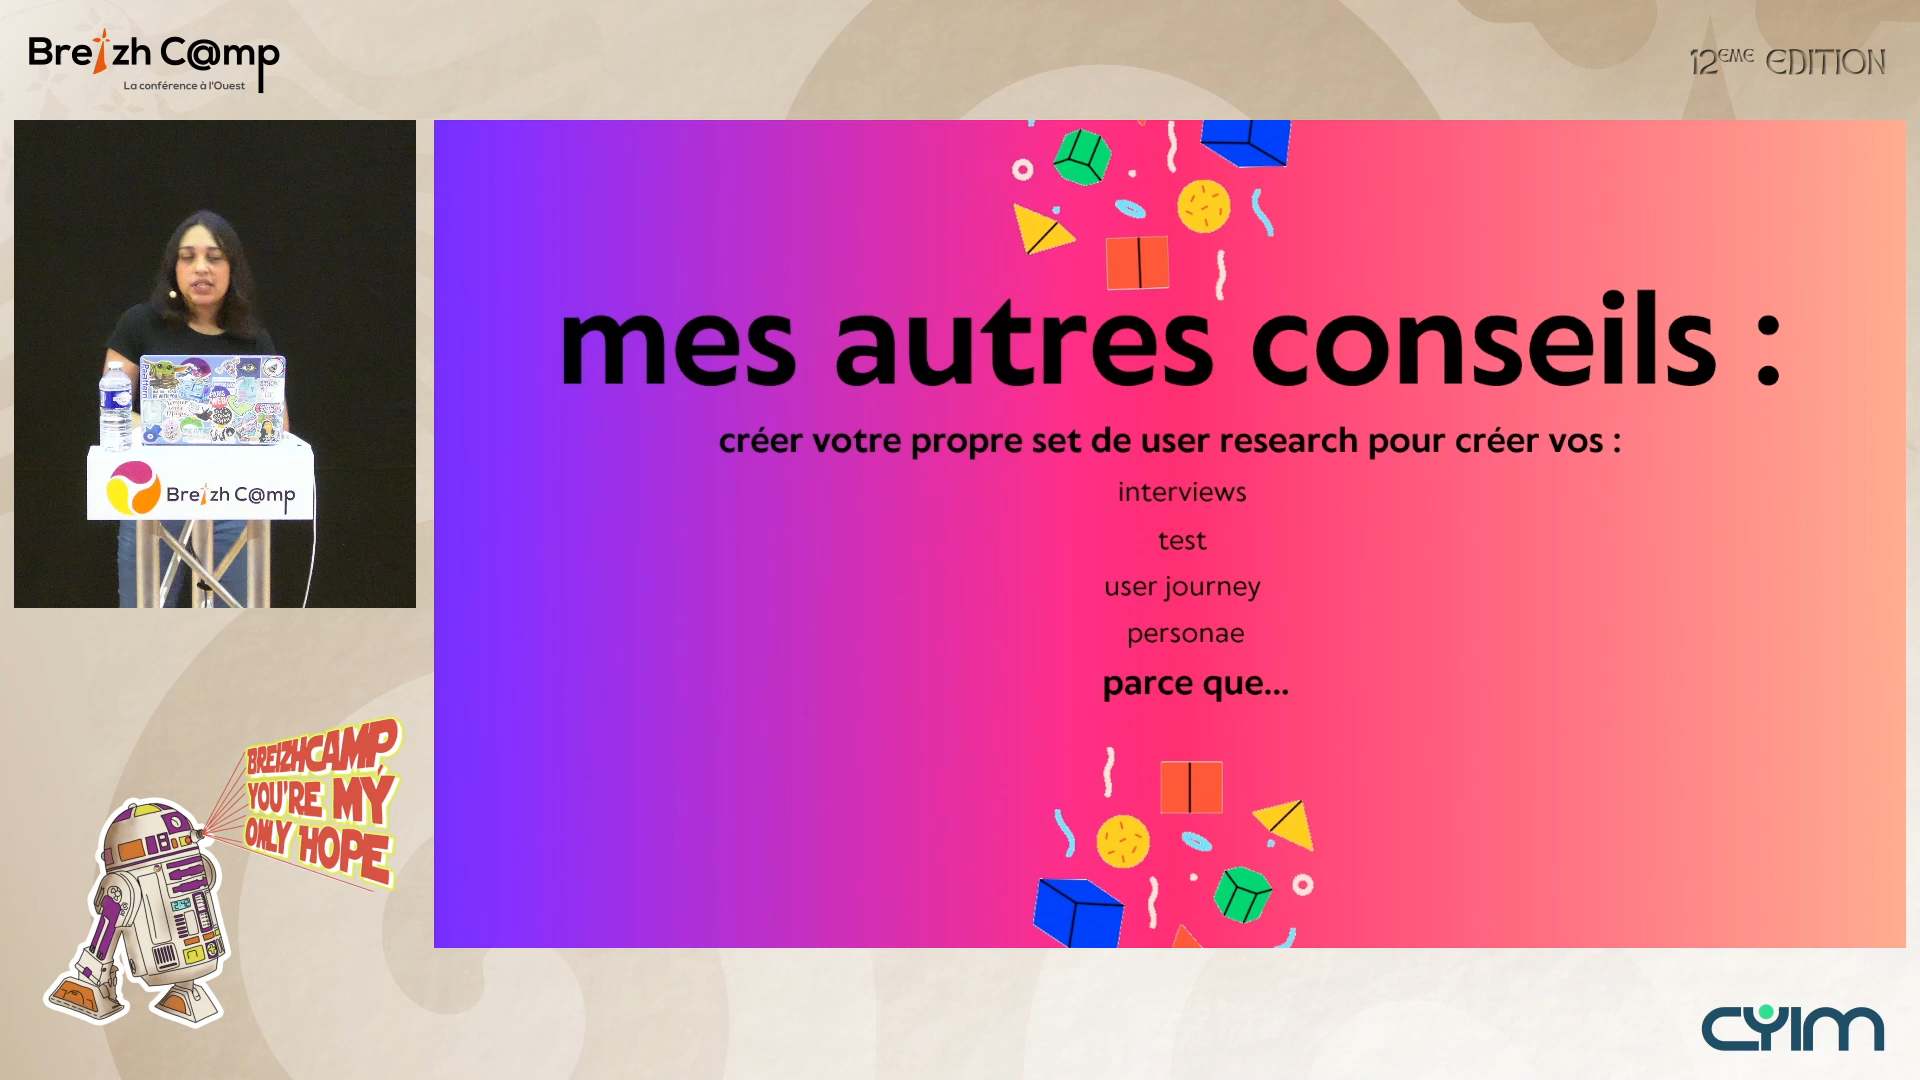 Breizh C@mp
La conférence à l'Ouest
12EME EDITION
mes autres conseils :
créer votre propre set de user research pour créer vos :
interviews
test
user journey
personae
parce que...
Breizh C@mp
BREIZHCAMP,
YOU'RE MY
ONLY HOPE
CYIM